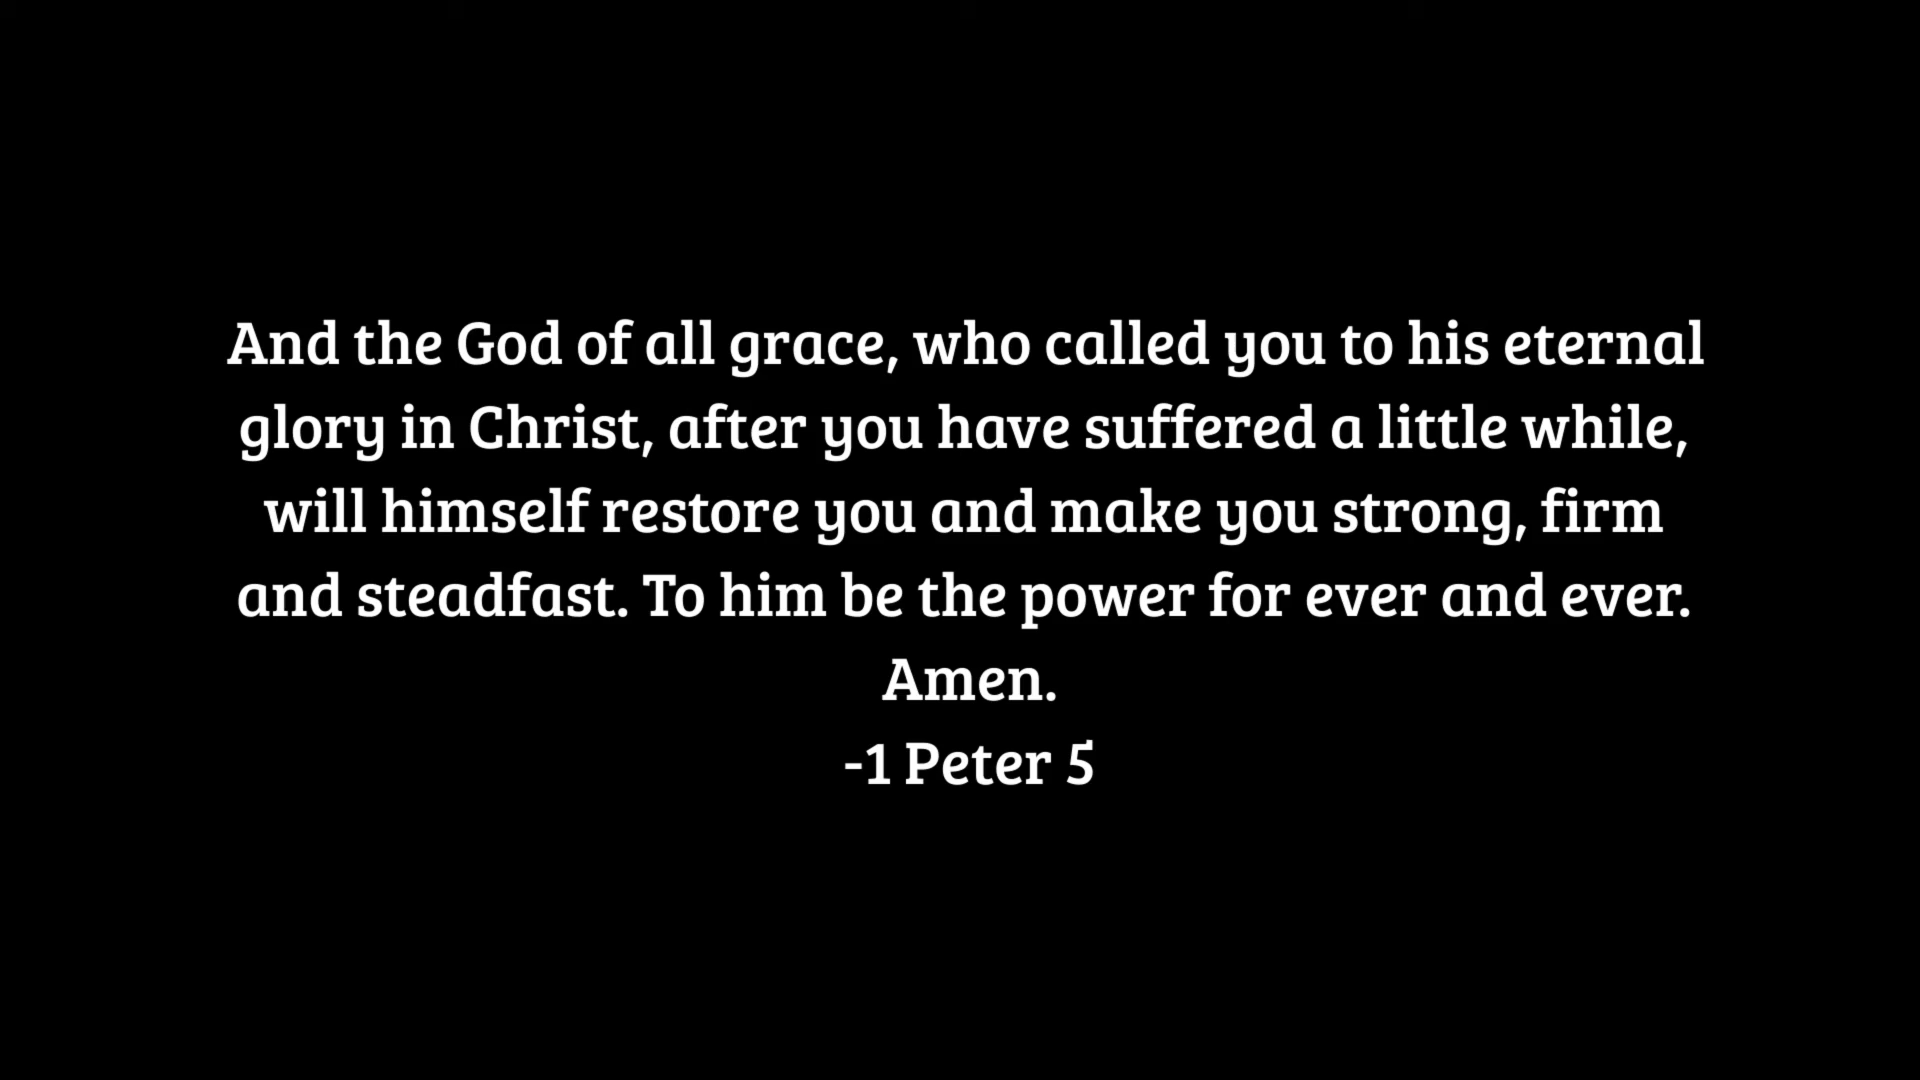 And the God of all grace, who called you to his eternal
glory in Christ, after you have suffered a little while,
will himself restore you and make you strong, firm
and steadfast. To him be the power for ever and ever.
Amen.
-1 Peter 5